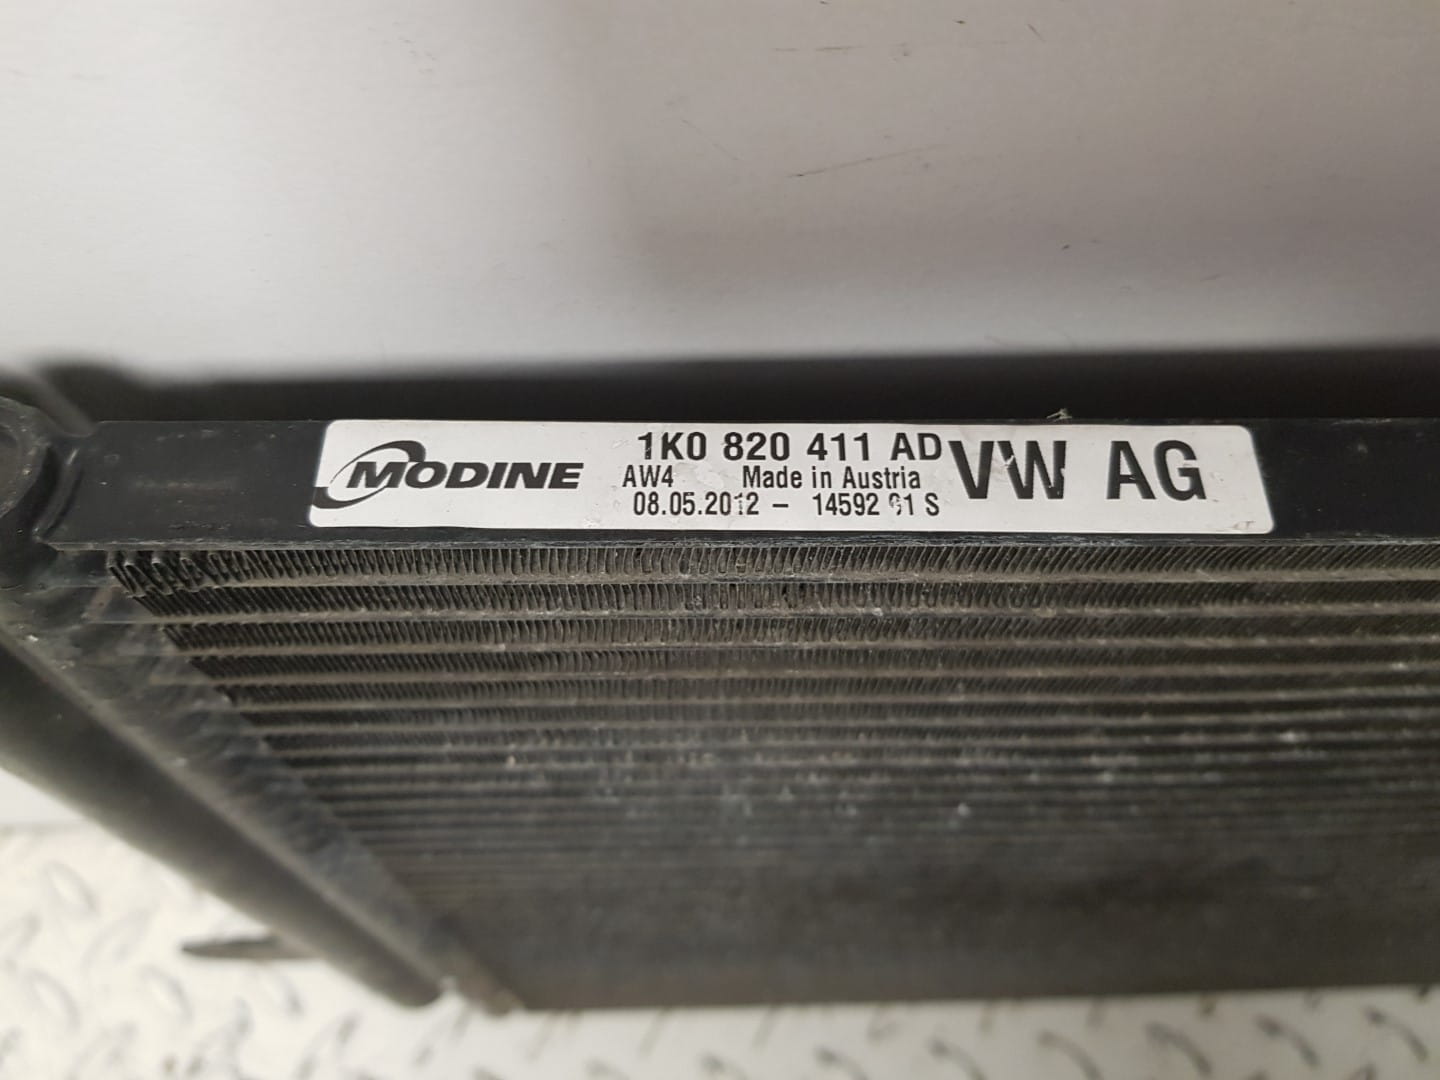 MODINE
1K0 820 411 AD
AW4 Made in Austria
08.05.2012 - 14592 S
VW AG